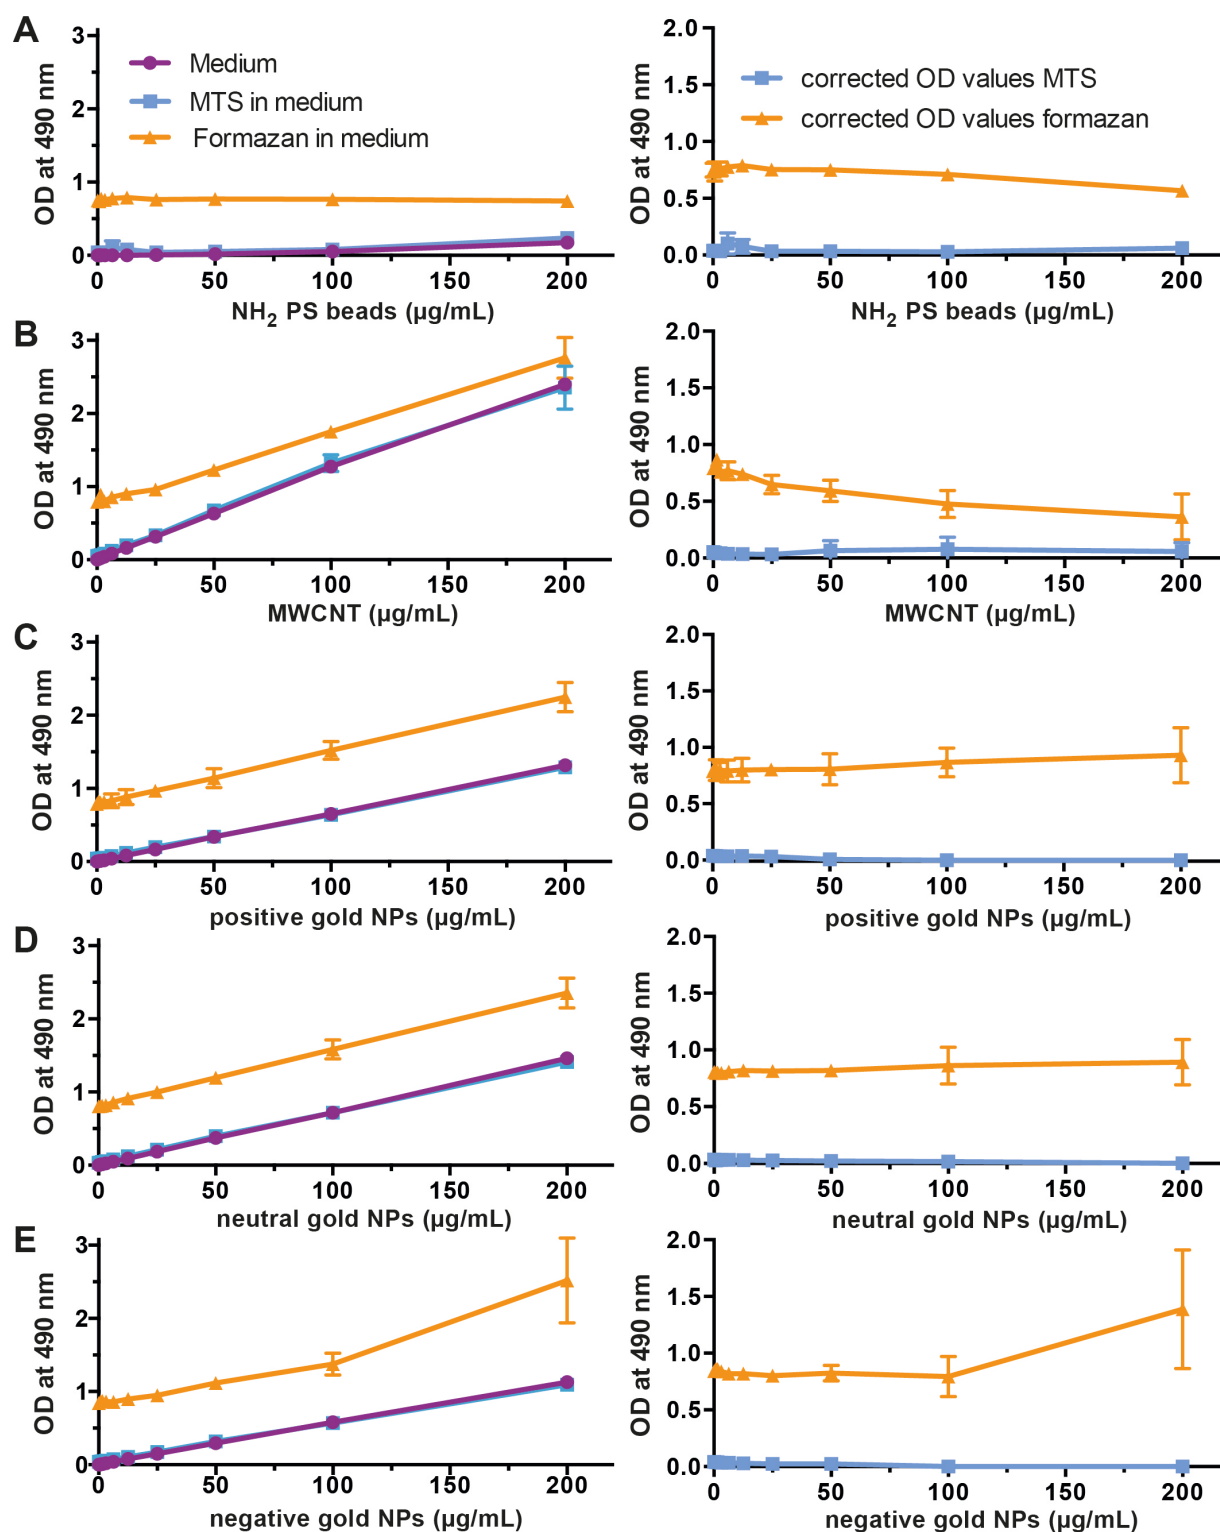 A
OD at 490 nm
3
2
1
0
Medium
MTS in medium
Formazan in medium
0 50 100 150 200
NH2 PS beads (µg/mL)
OD at 490 nm
2.0
1.5
1.0
0.5
0.0
corrected OD values MTS
corrected OD values formazan
0 50 100 150 200
NH2 PS beads (µg/mL)
B
OD at 490 nm
3
2
1
0
0 50 100 150 200
MWCNT (µg/mL)
OD at 490 nm
2.0
1.5
1.0
0.5
0.0
0 50 100 150 200
MWCNT (µg/mL)
C
OD at 490 nm
3
2
1
0
0 50 100 150 200
positive gold NPs (µg/mL)
OD at 490 nm
2.0
1.5
1.0
0.5
0.0
0 50 100 150 200
positive gold NPs (µg/mL)
D
OD at 490 nm
3
2
1
0
0 50 100 150 200
neutral gold NPs (µg/mL)
OD at 490 nm
2.0
1.5
1.0
0.5
0.0
0 50 100 150 200
neutral gold NPs (µg/mL)
E
OD at 490 nm
3
2
1
0
0 50 100 150 200
negative gold NPs (µg/mL)
OD at 490 nm
2.0
1.5
1.0
0.5
0.0
0 50 100 150 200
negative gold NPs (µg/mL)